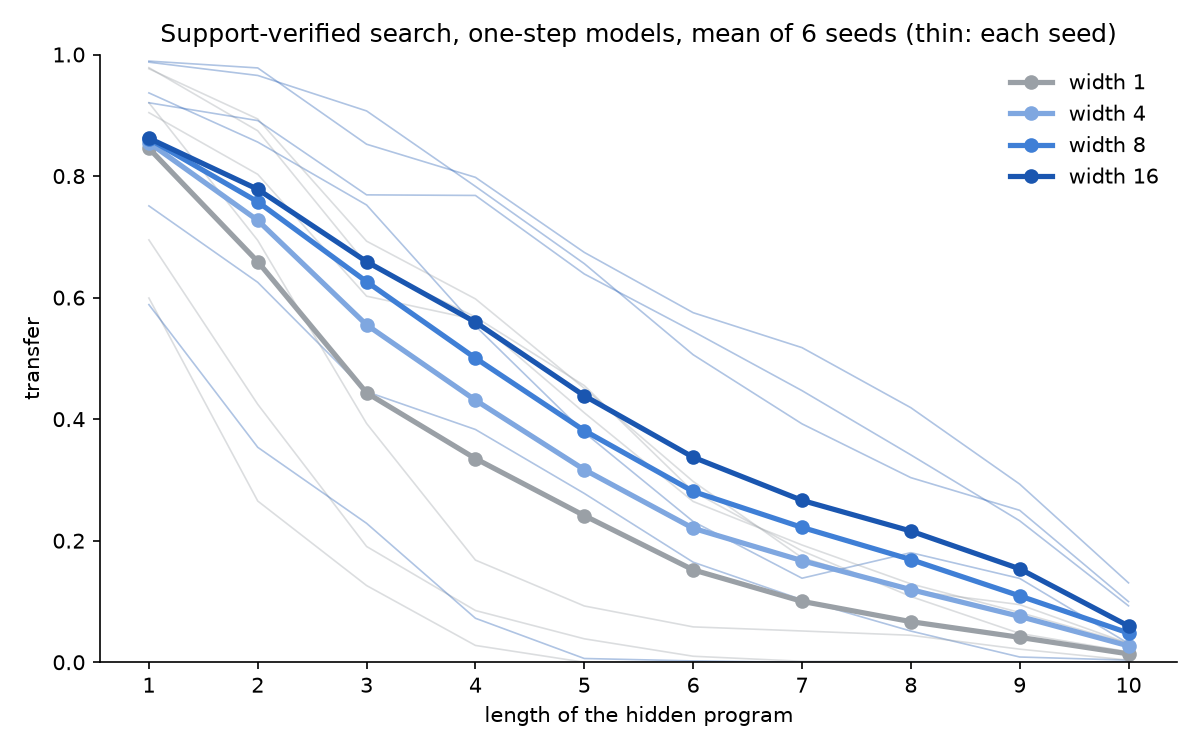 Support-verified search, one-step models, mean of 6 seeds (thin: each seed)
width 1
width 4
width 8
width 16
transfer
1.0
0.8
0.6
0.4
0.2
0.0
1 2 3 4 5 6 7 8 9 10
length of the hidden program